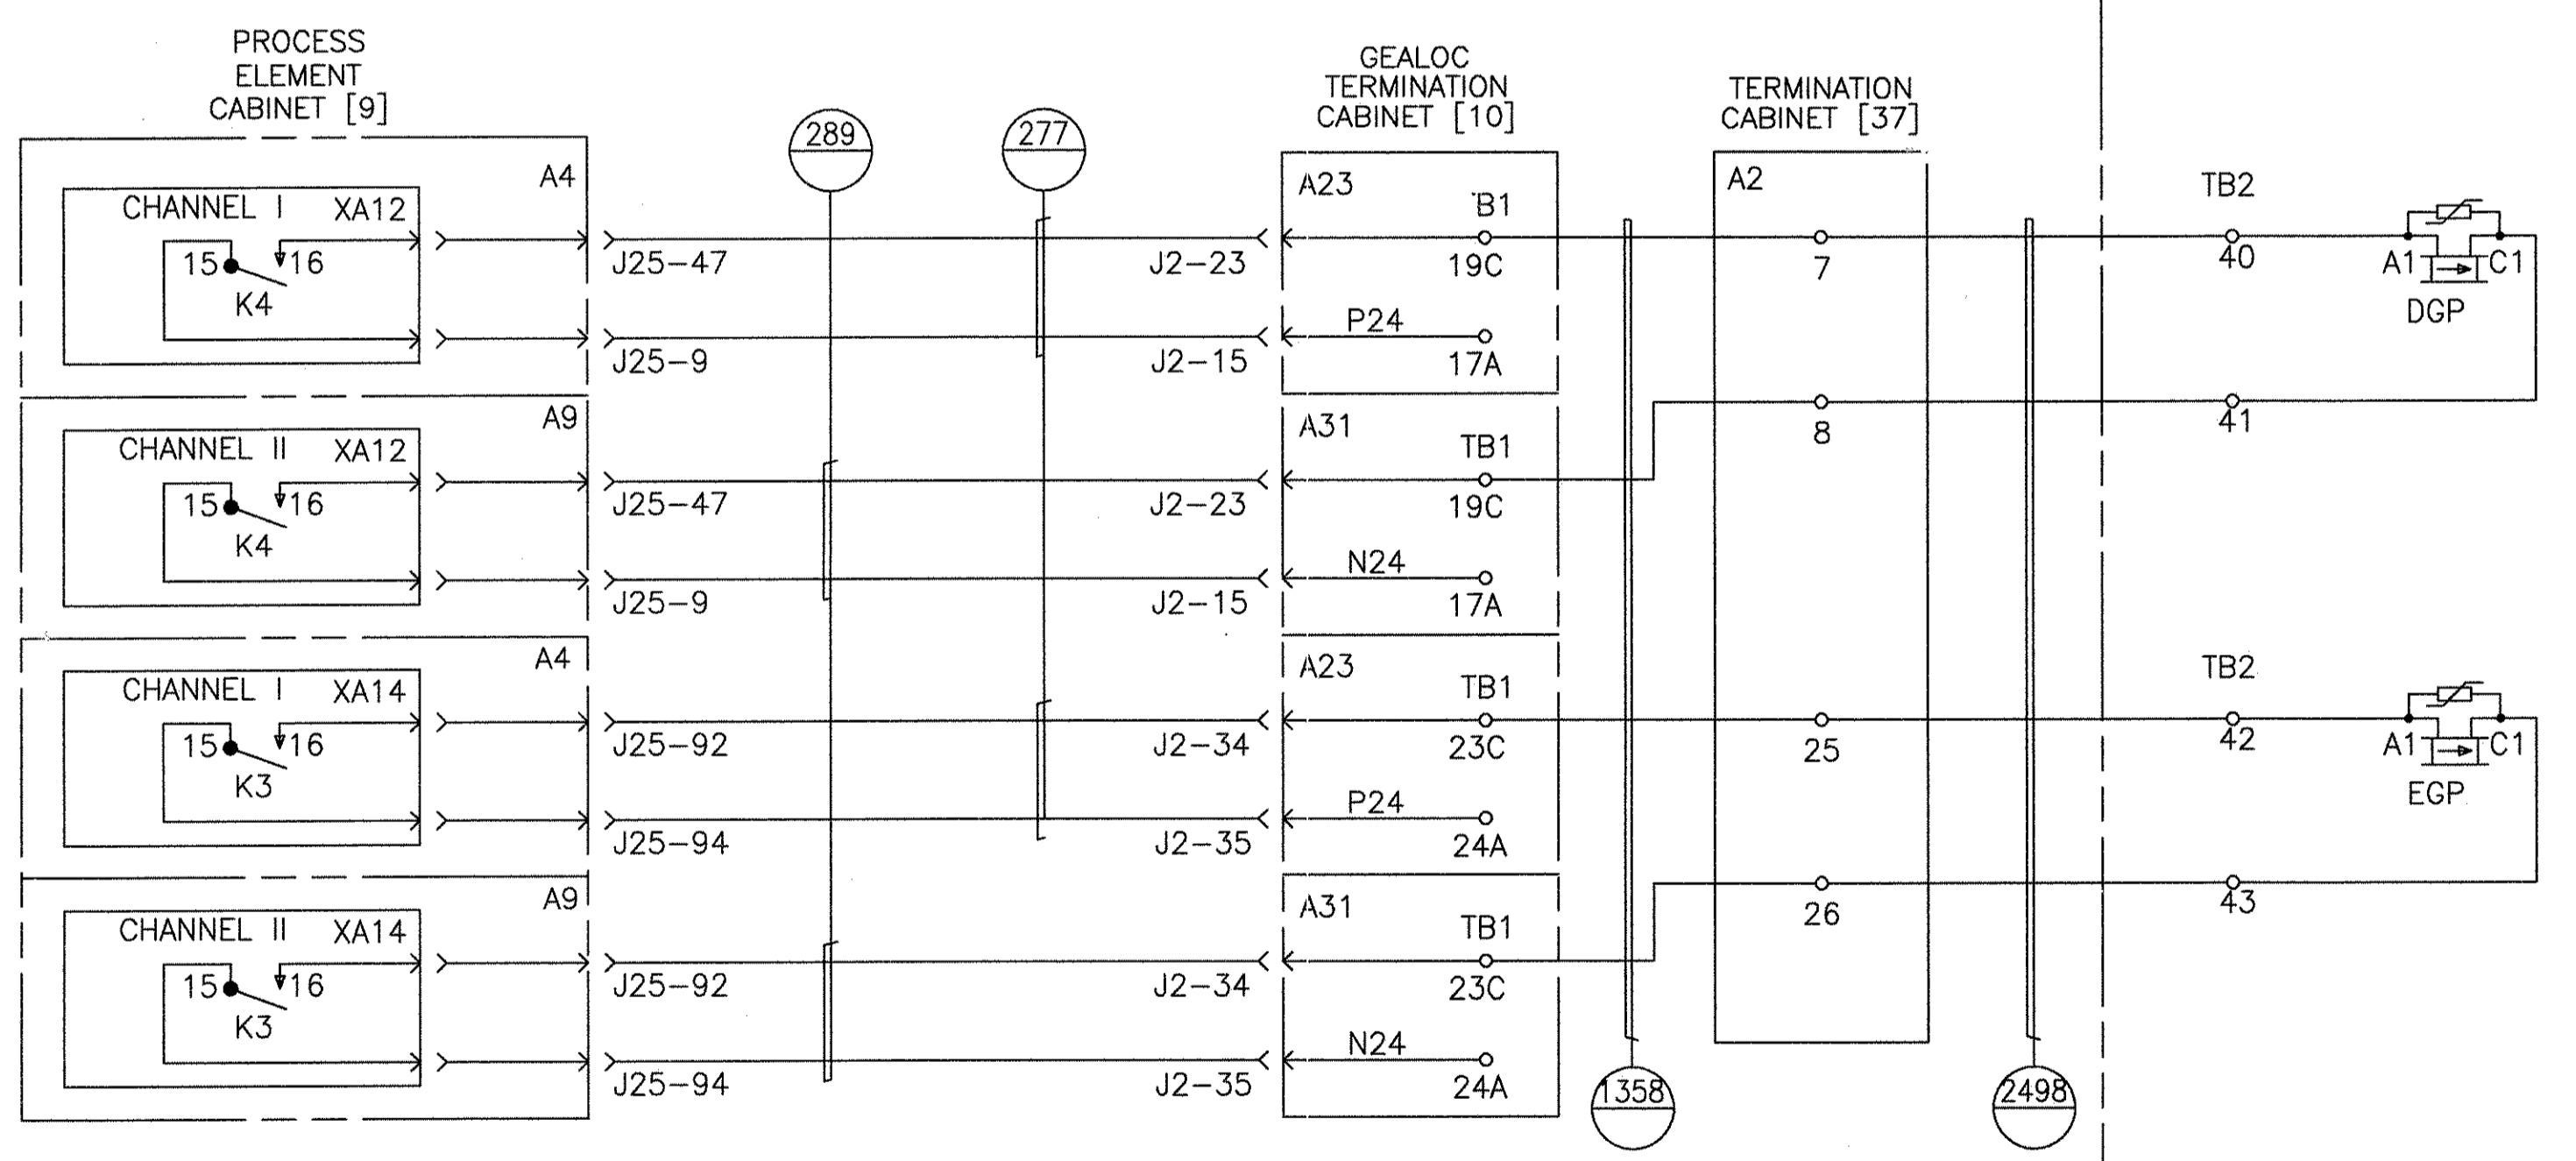 PROCESS
ELEMENT
CABINET [9]
GEALOC
TERMINATION
CABINET [10]
TERMINATION
CABINET [37]
289
277
A4
CHANNEL I XA12
15 16
K4
J25-47
J25-9
J2-23
J2-15
A23
B1
19C
P24
17A
A2
7
8
TB2
40
A1 C1
DGP
41
A9
CHANNEL II XA12
15 16
K4
J25-47
J25-9
J2-23
J2-15
A31
TB1
19C
N24
17A
A4
CHANNEL I XA14
15 16
K3
J25-92
J25-94
J2-34
J2-35
A23
TB1
23C
P24
24A
25
26
TB2
42
A1 C1
EGP
43
A9
CHANNEL II XA14
15 16
K3
J25-92
J25-94
J2-34
J2-35
A31
TB1
23C
N24
24A
1358
2498